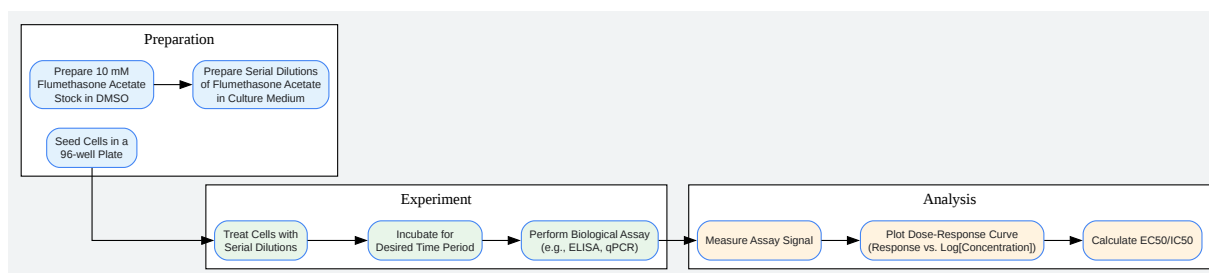 Preparation
Prepare 10 mM
Flumethasone Acetate
Stock in DMSO
Prepare Serial Dilutions
of Flumethasone Acetate
in Culture Medium
Seed Cells in a
96-well Plate
Experiment
Treat Cells with
Serial Dilutions
Incubate for
Desired Time Period
Perform Biological Assay
(e.g., ELISA, qPCR)
Analysis
Measure Assay Signal
Plot Dose-Response Curve
(Response vs. Log[Concentration])
Calculate EC50/IC50